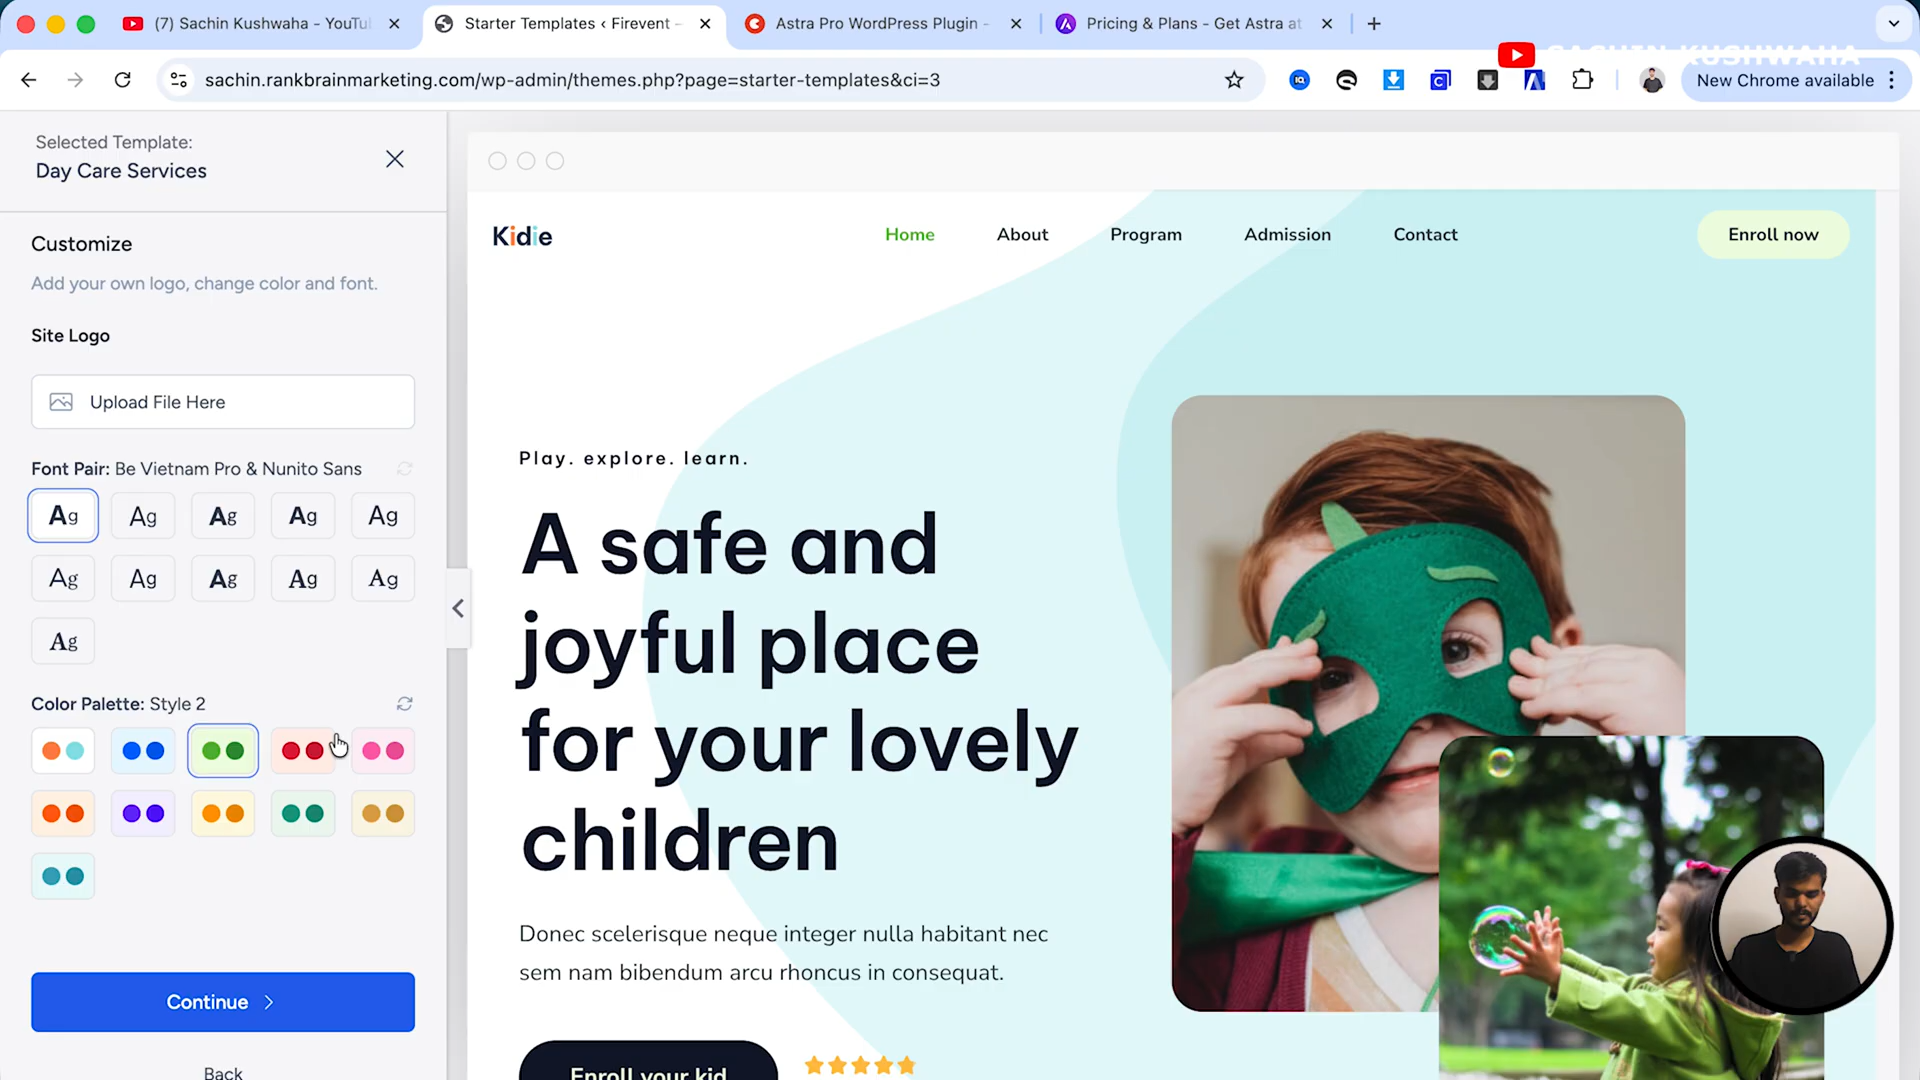 (7) Sachin Kushwaha - YouTu
Starter Templates ‹ Firevent –
Astra Pro WordPress Plugin -
Pricing & Plans - Get Astra at
SACHIN KUSHWAHA
sachin.rankbrainmarketing.com/wp-admin/themes.php?page=starter-templates&ci=3
New Chrome available
Selected Template:
Day Care Services
Customize
Add your own logo, change color and font.
Site Logo
Upload File Here
Font Pair: Be Vietnam Pro & Nunito Sans
Ag Ag Ag Ag Ag
Ag Ag Ag Ag Ag
Ag
Color Palette: Style 2
Continue
Back
Kidie
Home About Program Admission Contact
Enroll now
Play. explore. learn.
A safe and
joyful place
for your lovely
children
Donec scelerisque neque integer nulla habitant nec
sem nam bibendum arcu rhoncus in consequat.
Enroll your kid